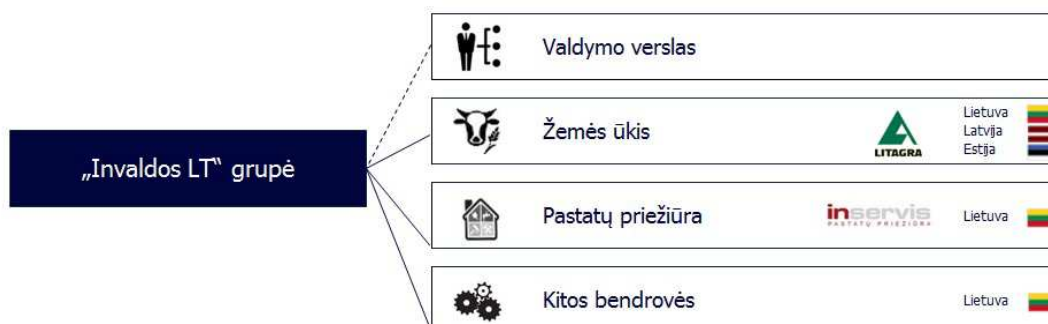 „Invaldos LT“ grupė
Valdymo verslas
Žemės ūkis
LITAGRA
Lietuva
Latvija
Estija
Pastatų priežiūra
inservis
PASTATŲ PRIEŽIŪRA
Lietuva
Kitos bendrovės
Lietuva